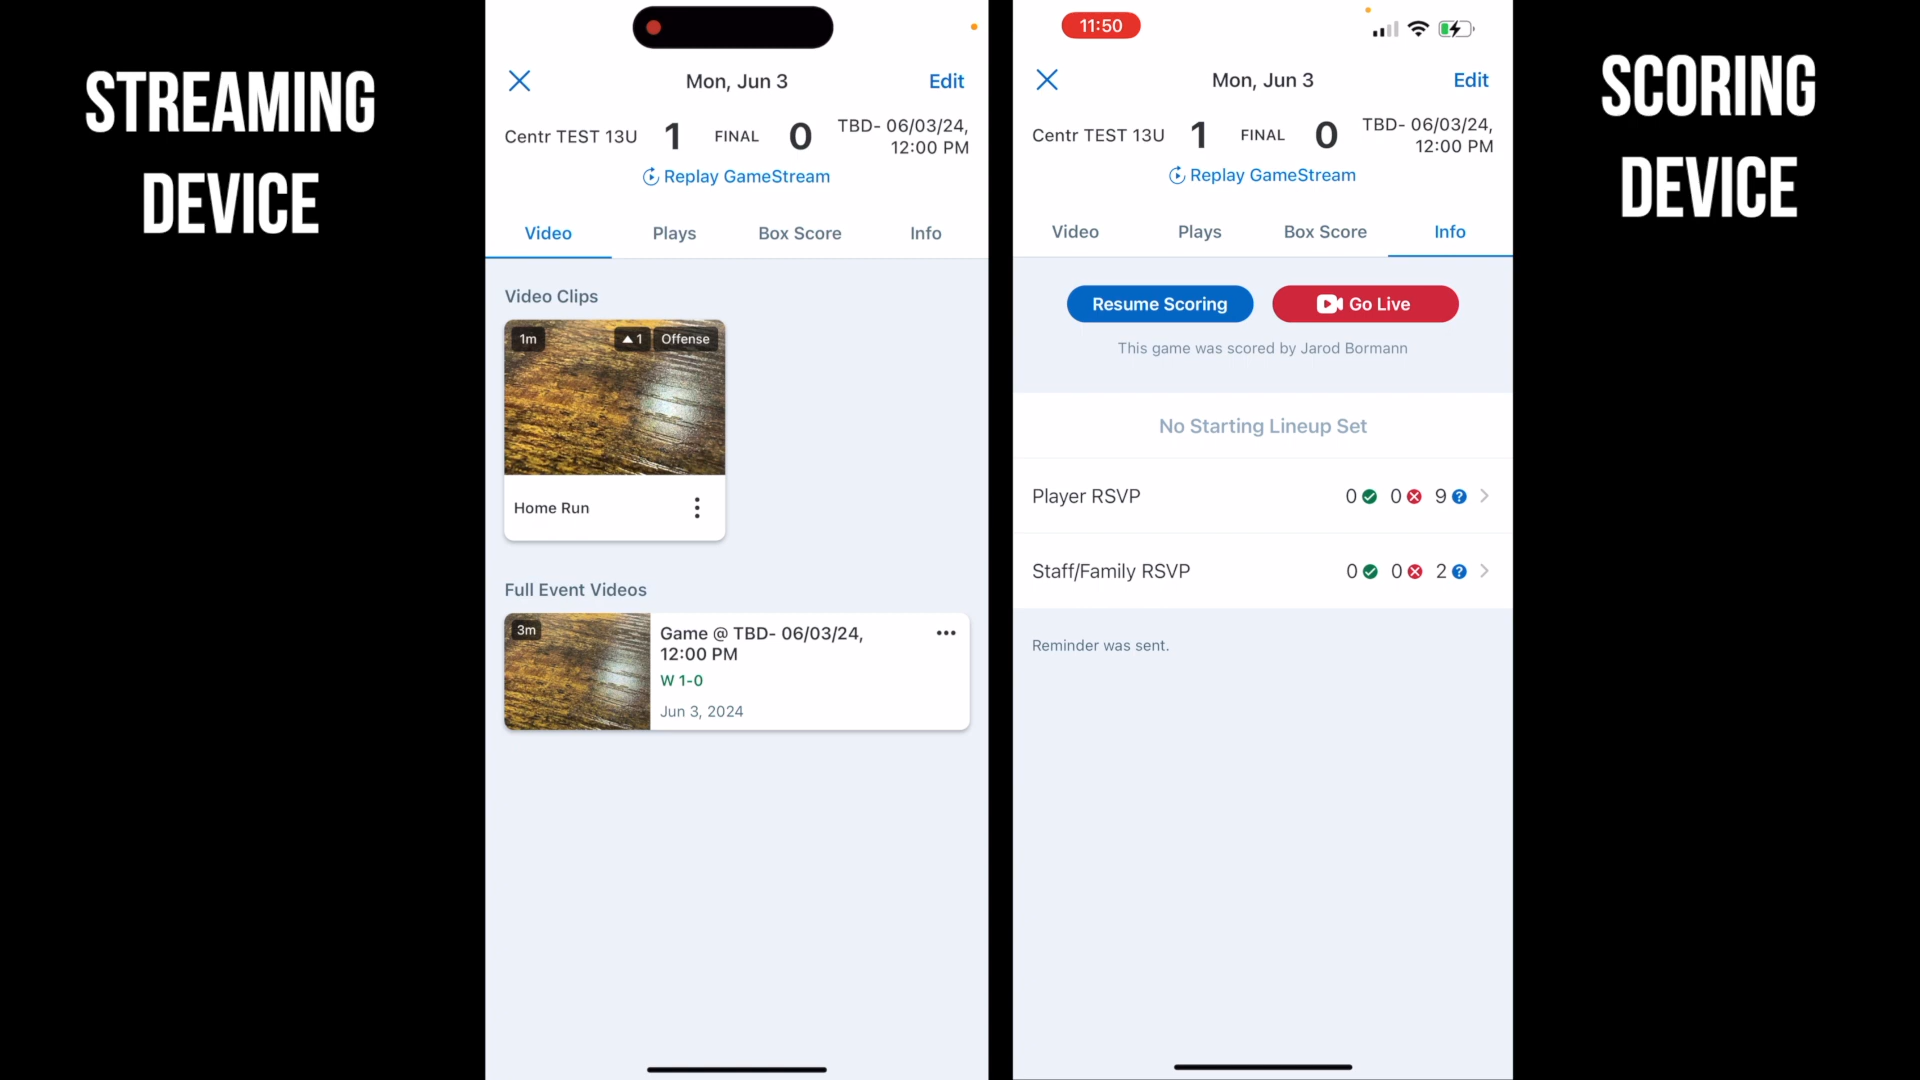 STREAMING
DEVICE
Mon, Jun 3
Edit
Centr TEST 13U 1 FINAL 0 TBD- 06/03/24,
12:00 PM
Replay GameStream
Video Plays Box Score Info
Video Clips
1m 1 Offense
Home Run
Full Event Videos
3m
Game @ TBD- 06/03/24,
12:00 PM
W 1-0
Jun 3, 2024
11:50
Mon, Jun 3
Edit
Centr TEST 13U 1 FINAL 0 TBD- 06/03/24,
12:00 PM
Replay GameStream
Video Plays Box Score Info
Resume Scoring Go Live
This game was scored by Jarod Bormann
No Starting Lineup Set
Player RSVP 0 0 9
Staff/Family RSVP 0 0 2
Reminder was sent.
SCORING
DEVICE